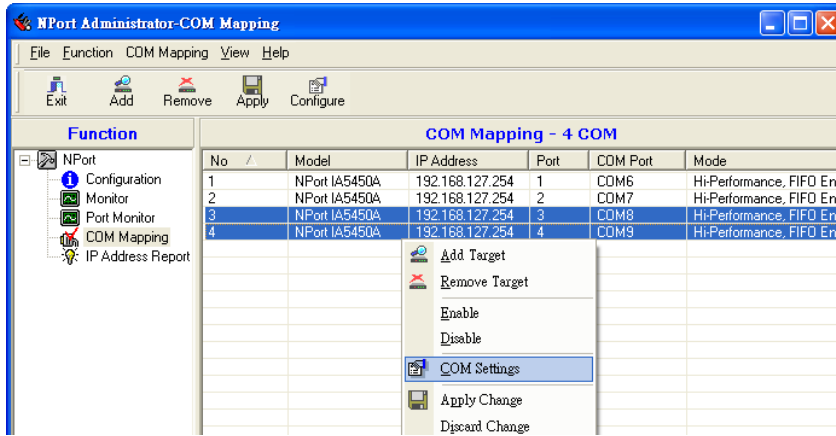 NPort Administrator-COM Mapping
File Function COM Mapping View Help
Exit Add Remove Apply Configure
Function
COM Mapping - 4 COM
NPort
Configuration
Monitor
Port Monitor
COM Mapping
IP Address Report
No Model IP Address Port COM Port Mode
1 NPort IA5450A 192.168.127.254 1 COM6 Hi-Performance, FIFO En
2 NPort IA5450A 192.168.127.254 2 COM7 Hi-Performance, FIFO En
3 NPort IA5450A 192.168.127.254 3 COM8 Hi-Performance, FIFO En
4 NPort IA5450A 192.168.127.254 4 COM9 Hi-Performance, FIFO En
Add Target
Remove Target
Enable
Disable
COM Settings
Apply Change
Discard Change